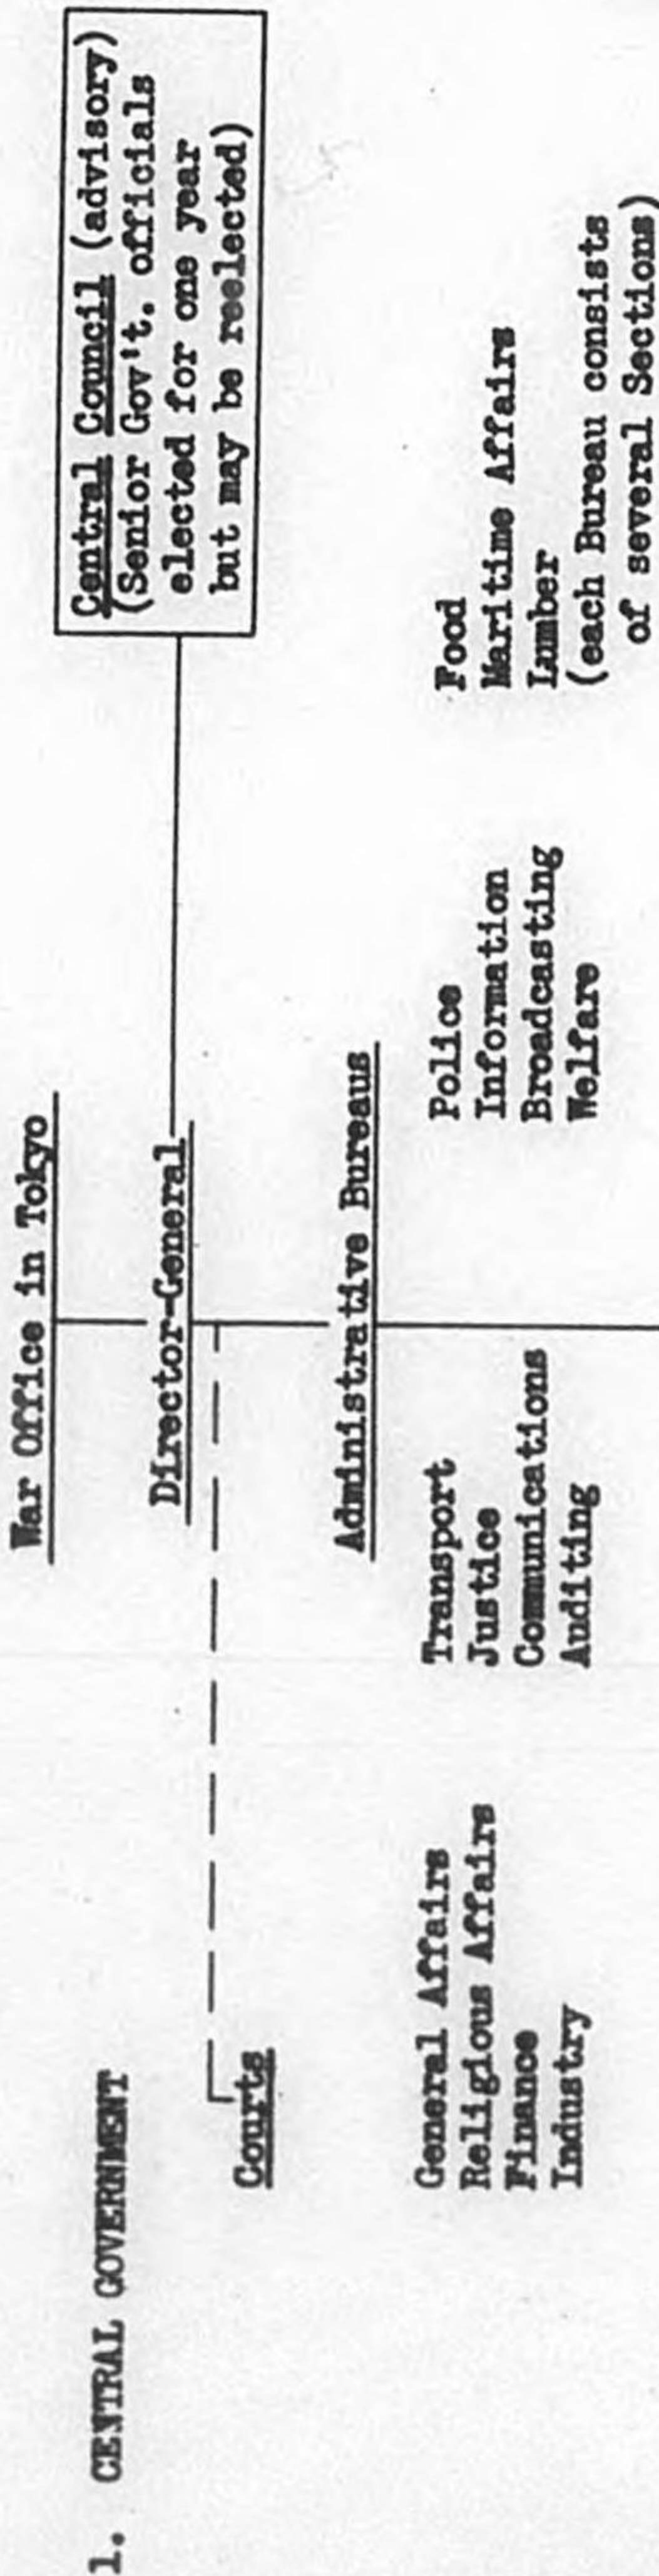 1. CENTRAL GOVERNMENT
War Office in Tokyo
Director-General
Central Council (advisory)
(Senior Gov't. officials
elected for one year
but may be reelected)
Courts
Administrative Bureaus
General Affairs
Religious Affairs
Finance
Industry
Transport
Justice
Communications
Auditing
Police
Information
Broadcasting
Welfare
Food
Maritime Affairs
Lumber
(each Bureau consists
of several Sections)